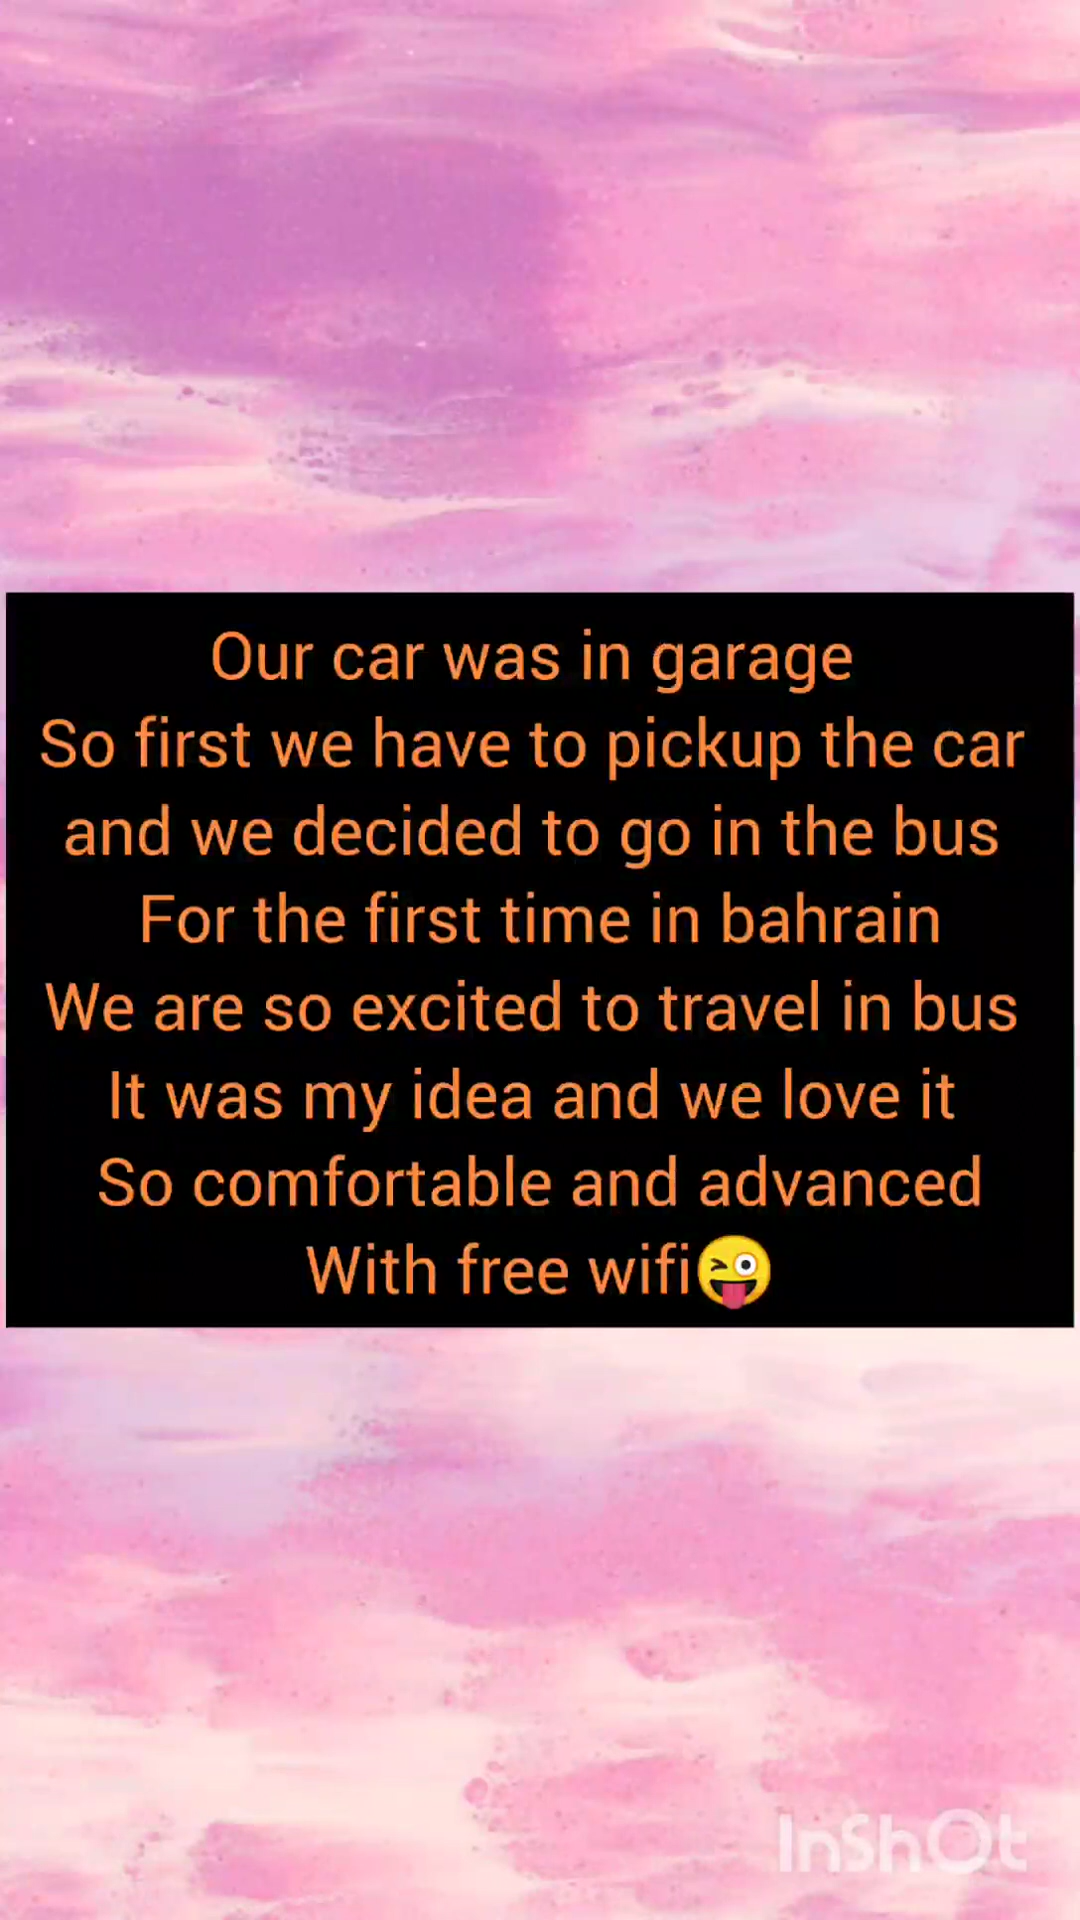 Our car was in garage
So first we have to pickup the car
and we decided to go in the bus
For the first time in bahrain
We are so excited to travel in bus
It was my idea and we love it
So comfortable and advanced
With free wifi😜
InShOt